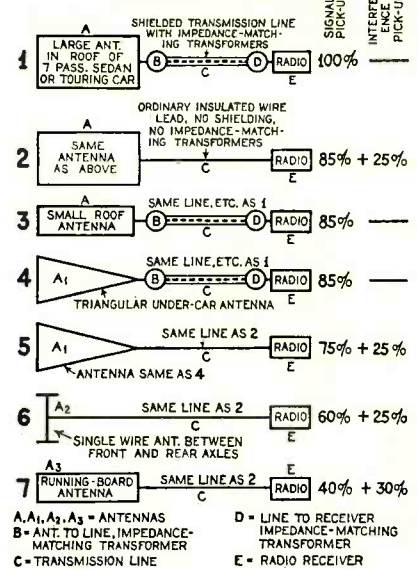 SIGNAL
PICK-U
INTERFE
ENCE
PICK-U
A
SHIELDED TRANSMISSION LINE
WITH IMPEDANCE-MATCH-
ING TRANSFORMERS
1
LARGE ANT.
IN ROOF OF
7 PASS. SEDAN
OR TOURING CAR
B
C
D
RADIO
E
100% —
ORDINARY INSULATED WIRE
LEAD, NO SHIELDING,
NO IMPEDANCE-MATCH-
ING TRANSFORMERS
A
2
SAME
ANTENNA
AS ABOVE
C
RADIO
E
85% + 25%
A
3
SMALL ROOF
ANTENNA
SAME LINE, ETC. AS 1
B
C
D
RADIO
E
85% —
4
A1
SAME LINE, ETC. AS 1
B
C
D
RADIO
E
85% —
TRIANGULAR UNDER-CAR ANTENNA
5
A1
SAME LINE AS 2
C
RADIO
E
75% + 25%
ANTENNA SAME AS 4
6
A2
SAME LINE AS 2
C
RADIO
E
60% + 25%
SINGLE WIRE ANT. BETWEEN
FRONT AND REAR AXLES
A3
7
RUNNING-BOARD
ANTENNA
SAME LINE AS 2
C
E
RADIO
40% + 30%
A, A1, A2, A3 = ANTENNAS
B = ANT. TO LINE, IMPEDANCE-
MATCHING TRANSFORMER
C = TRANSMISSION LINE
D = LINE TO RECEIVER
IMPEDANCE-MATCHING
TRANSFORMER
E = RADIO RECEIVER